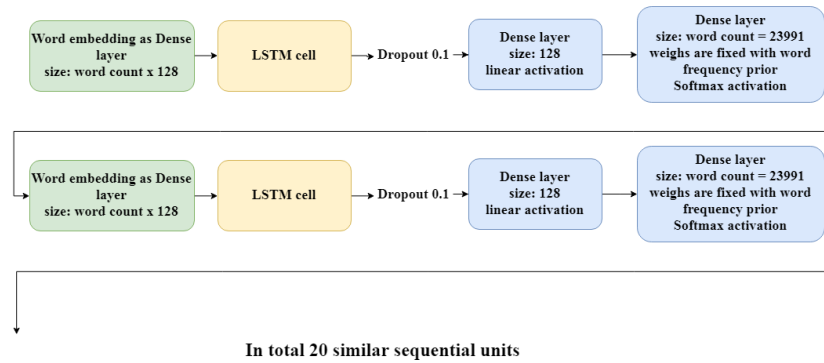 Word embedding as Dense
layer
size: word count x 128
LSTM cell
Dropout 0.1
Dense layer
size: 128
linear activation
Dense layer
size: word count = 23991
weighs are fixed with word
frequency prior
Softmax activation
Word embedding as Dense
layer
size: word count x 128
LSTM cell
Dropout 0.1
Dense layer
size: 128
linear activation
Dense layer
size: word count = 23991
weighs are fixed with word
frequency prior
Softmax activation
In total 20 similar sequential units